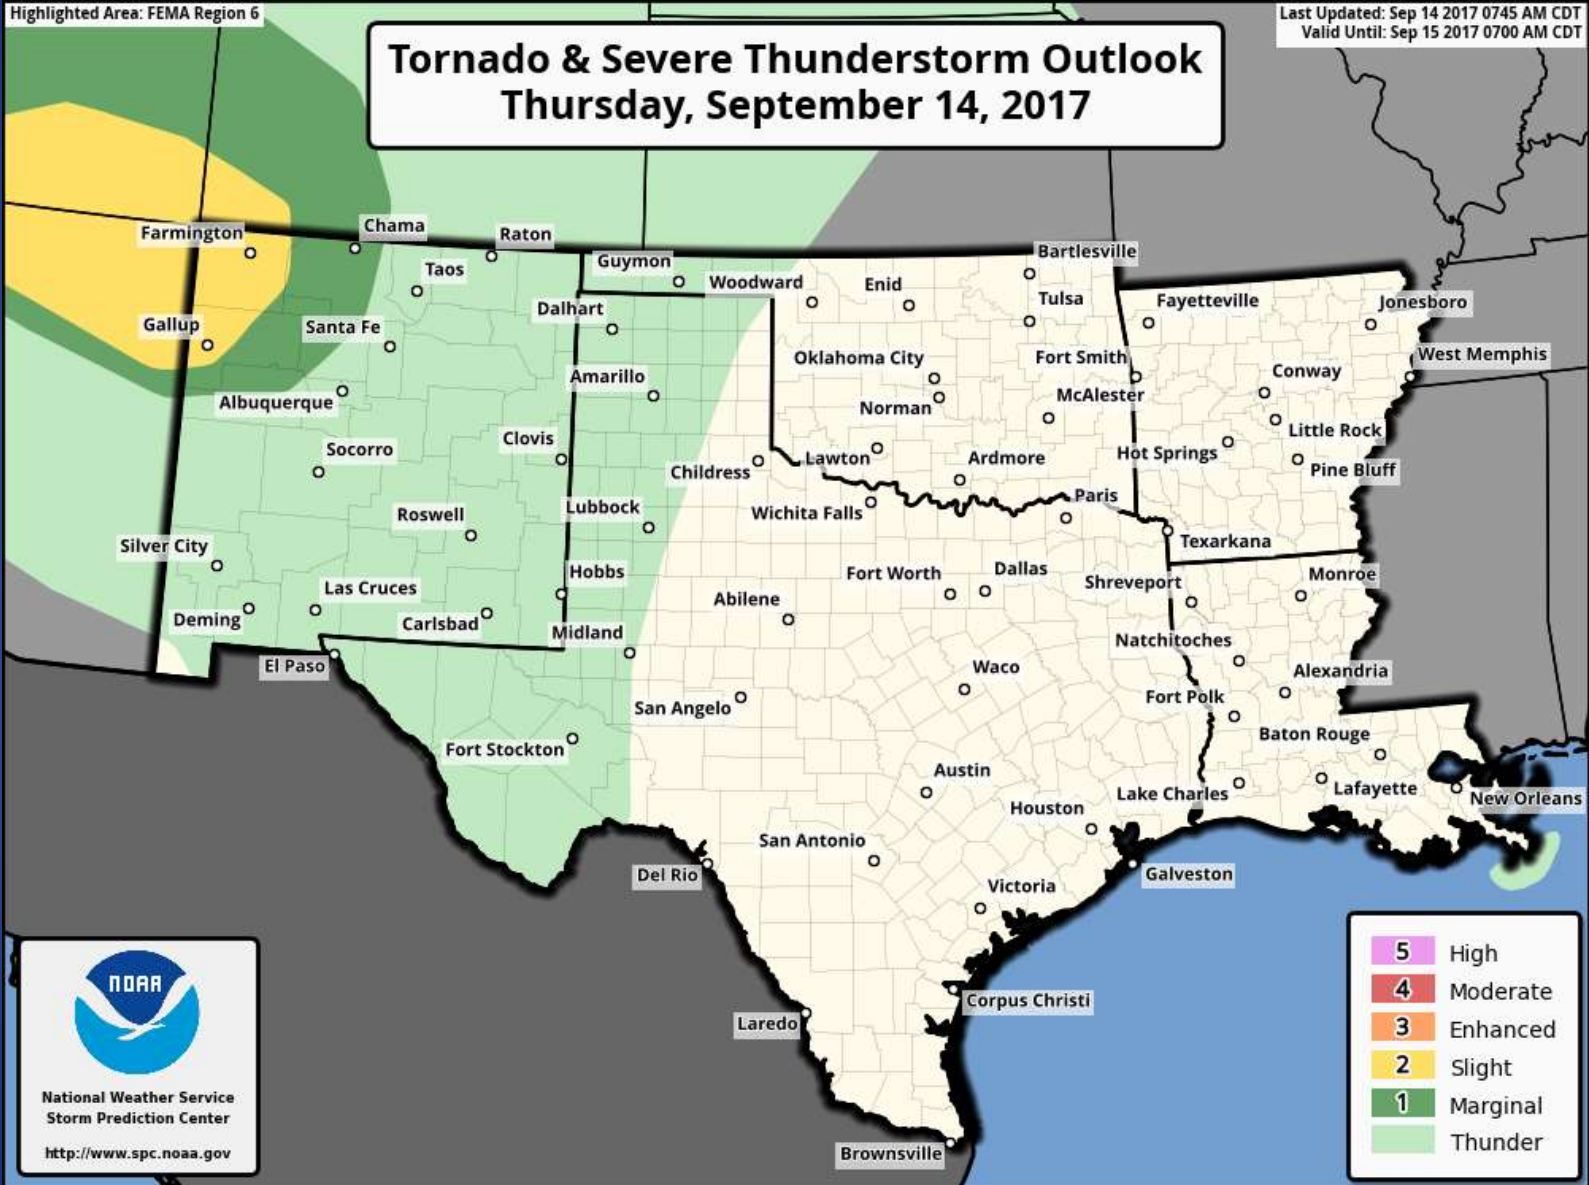 Highlighted Area: FEMA Region 6
Last Updated: Sep 14 2017 0745 AM CDT
Valid Until: Sep 15 2017 0700 AM CDT
Tornado & Severe Thunderstorm Outlook
Thursday, September 14, 2017
Farmington
Chama
Raton
Taos
Guymon
Woodward
Enid
Bartlesville
Tulsa
Fayetteville
Jonesboro
Gallup
Santa Fe
Dalhart
Oklahoma City
Fort Smith
West Memphis
Conway
Albuquerque
Amarillo
Norman
McAlester
Little Rock
Socorro
Clovis
Childress
Lawton
Ardmore
Hot Springs
Pine Bluff
Roswell
Lubbock
Wichita Falls
Paris
Texarkana
Silver City
Las Cruces
Hobbs
Abilene
Fort Worth
Dallas
Shreveport
Monroe
Deming
Carlsbad
Midland
Natchitoches
El Paso
San Angelo
Waco
Alexandria
Fort Polk
Fort Stockton
Baton Rouge
Austin
Houston
Lake Charles
Lafayette
New Orleans
San Antonio
Del Rio
Victoria
Galveston
Laredo
Corpus Christi
Brownsville
NOAA
National Weather Service
Storm Prediction Center
http://www.spc.noaa.gov
5 High
4 Moderate
3 Enhanced
2 Slight
1 Marginal
Thunder